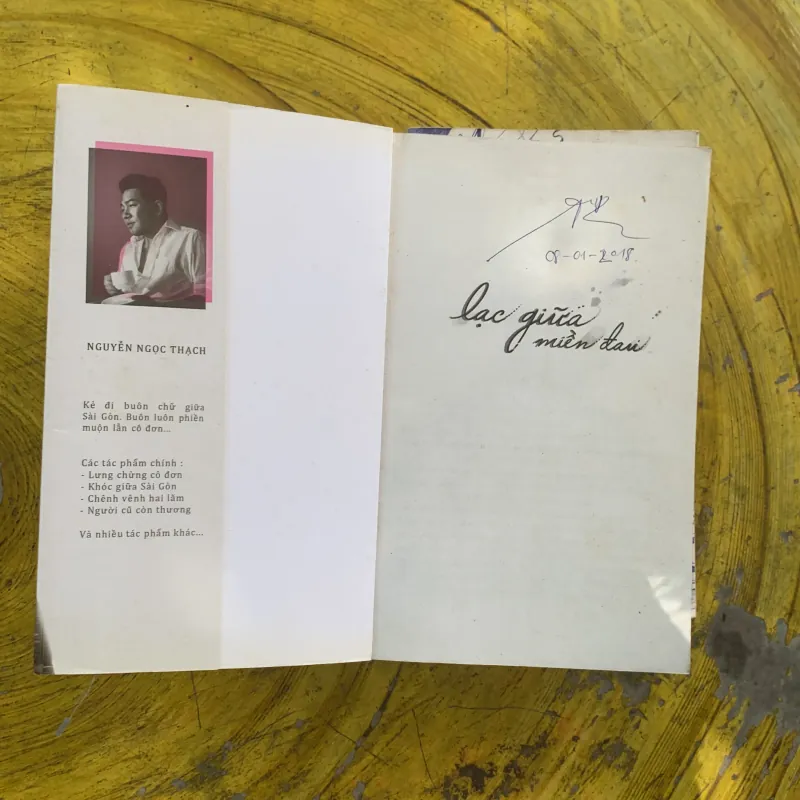 NGUYỄN NGỌC THẠCH
Kẻ đi buôn chữ giữa
Sài Gòn. Buôn luôn phiền
muộn lẫn cô đơn...
Các tác phẩm chính :
- Lưng chừng cô đơn
- Khóc giữa Sài Gòn
- Chênh vênh hai lăm
- Người cũ còn thương
Và nhiều tác phẩm khác...
08-01-2018.
lạc giữa
miền đau